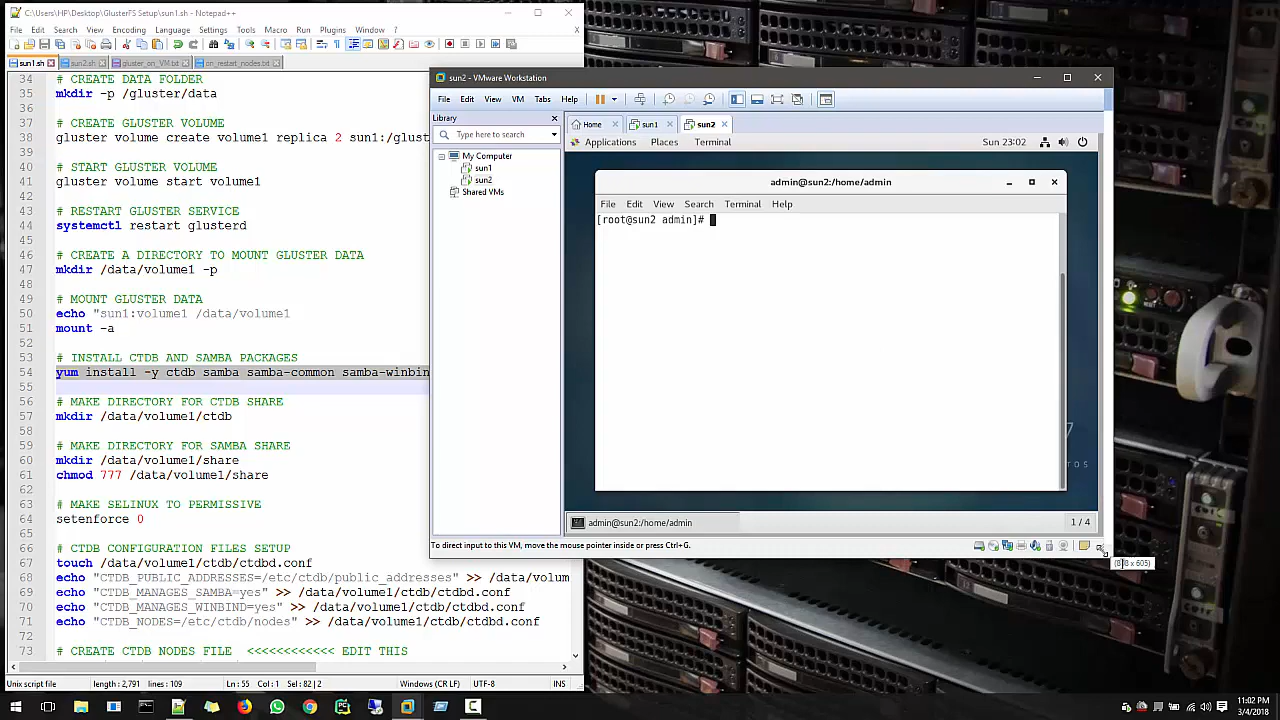 C:\Users\HP\Desktop\GlusterFS Setup\sun1.sh - Notepad++
File Edit Search View Encoding Language Settings Tools Macro Run Plugins Window ? X
sun1.sh sun2.sh gluster_on_VM.txt on_restart_nodes.txt
34 # CREATE DATA FOLDER
35 mkdir -p /gluster/data
36
37 # CREATE GLUSTER VOLUME
38 gluster volume create volume1 replica 2 sun1:/glust
39
40 # START GLUSTER VOLUME
41 gluster volume start volume1
42
43 # RESTART GLUSTER SERVICE
44 systemctl restart glusterd
45
46 # CREATE A DIRECTORY TO MOUNT GLUSTER DATA
47 mkdir /data/volume1 -p
48
49 # MOUNT GLUSTER DATA
50 echo "sun1:volume1 /data/volume1
51 mount -a
52
53 # INSTALL CTDB AND SAMBA PACKAGES
54 yum install -y ctdb samba samba-common samba-winbin
55
56 # MAKE DIRECTORY FOR CTDB SHARE
57 mkdir /data/volume1/ctdb
58
59 # MAKE DIRECTORY FOR SAMBA SHARE
60 mkdir /data/volume1/share
61 chmod 777 /data/volume1/share
62
63 # MAKE SELINUX TO PERMISSIVE
64 setenforce 0
65
66 # CTDB CONFIGURATION FILES SETUP
67 touch /data/volume1/ctdb/ctdbd.conf
68 echo "CTDB_PUBLIC_ADDRESSES=/etc/ctdb/public_addresses" >> /data/volum
69 echo "CTDB_MANAGES_SAMBA=yes" >> /data/volume1/ctdb/ctdbd.conf
70 echo "CTDB_MANAGES_WINBIND=yes" >> /data/volume1/ctdb/ctdbd.conf
71 echo "CTDB_NODES=/etc/ctdb/nodes" >> /data/volume1/ctdb/ctdbd.conf
72
73 # CREATE CTDB NODES FILE <<<<<<<<<<<< EDIT THIS
Unix script file length : 2,791 lines : 109 Ln : 55 Col : 1 Sel : 82 | 2 Windows (CR LF) UTF-8 INS
sun2 - VMware Workstation
File Edit View VM Tabs Help
Library
Type here to search
My Computer
sun1
sun2
Shared VMs
Home sun1 sun2
Applications Places Terminal Sun 23:02
admin@sun2:/home/admin
File Edit View Search Terminal Help
[root@sun2 admin]#
7
TOS
admin@sun2:/home/admin 1 / 4
To direct input to this VM, move the mouse pointer inside or press Ctrl+G.
11:02 PM
3/4/2018